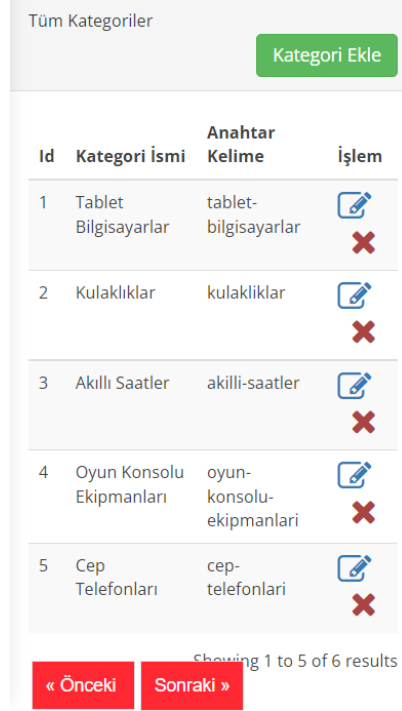 Tüm Kategoriler
Kategori Ekle
Id Kategori İsmi Anahtar Kelime İşlem
1 Tablet Bilgisayarlar tablet-bilgisayarlar
2 Kulaklıklar kulakliklar
3 Akıllı Saatler akilli-saatler
4 Oyun Konsolu Ekipmanları oyun-konsolu-ekipmanlari
5 Cep Telefonları cep-telefonlari
Showing 1 to 5 of 6 results
« Önceki Sonraki »